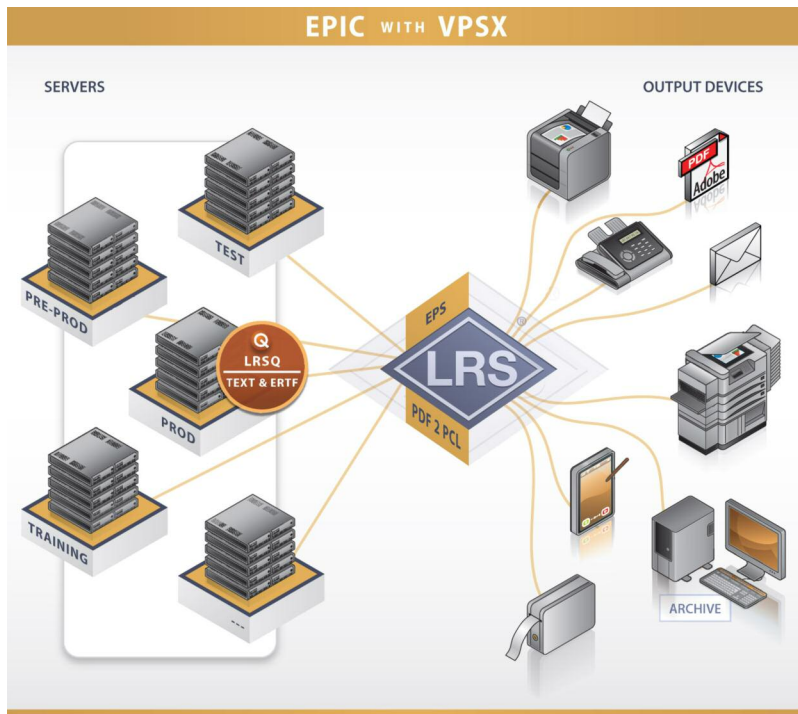 EPIC WITH VPSX
SERVERS
OUTPUT DEVICES
TEST
PRE-PROD
PROD
TRAINING
---
LRSQ
TEXT & ERTF
EPS
LRS
PDF 2 PCL
PDF
Adobe
ARCHIVE